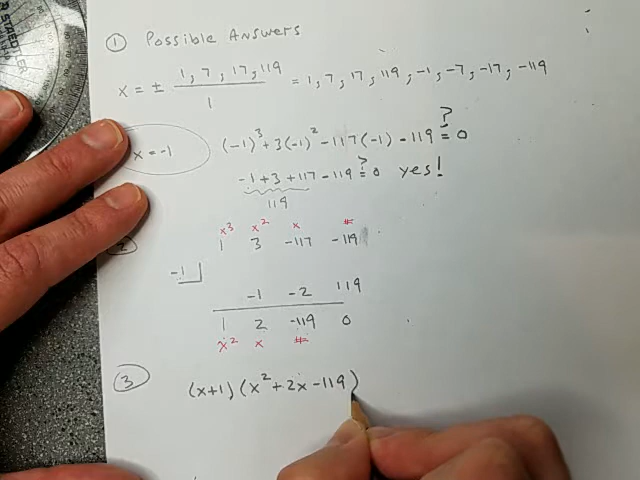 STAEDTLER
① Possible Answers
x = ± 1, 7, 17, 119 / 1 = 1, 7, 17, 119, -1, -7, -17, -119
x = -1 (-1)³ + 3(-1)² - 117(-1) - 119 ≟ 0
-1 + 3 + 117 - 119 ≟ 0 yes!
119
2
x³ x² x #
1 3 -117 -119
-1
-1 -2 119
1 2 -119 0
x² x #
③ (x+1) (x² + 2x - 119)